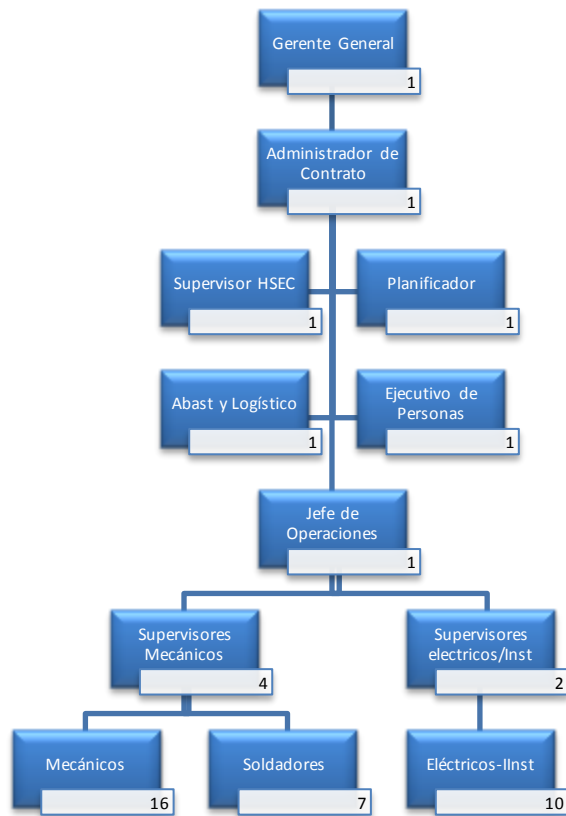 Gerente General
1
Administrador de
Contrato
1
Supervisor HSEC
1
Planificador
1
Abast y Logístico
1
Ejecutivo de
Personas
1
Jefe de
Operaciones
1
Supervisores
Mecánicos
4
Supervisores
electricos/Inst
2
Mecánicos
16
Soldadores
7
Eléctricos-IInst
10